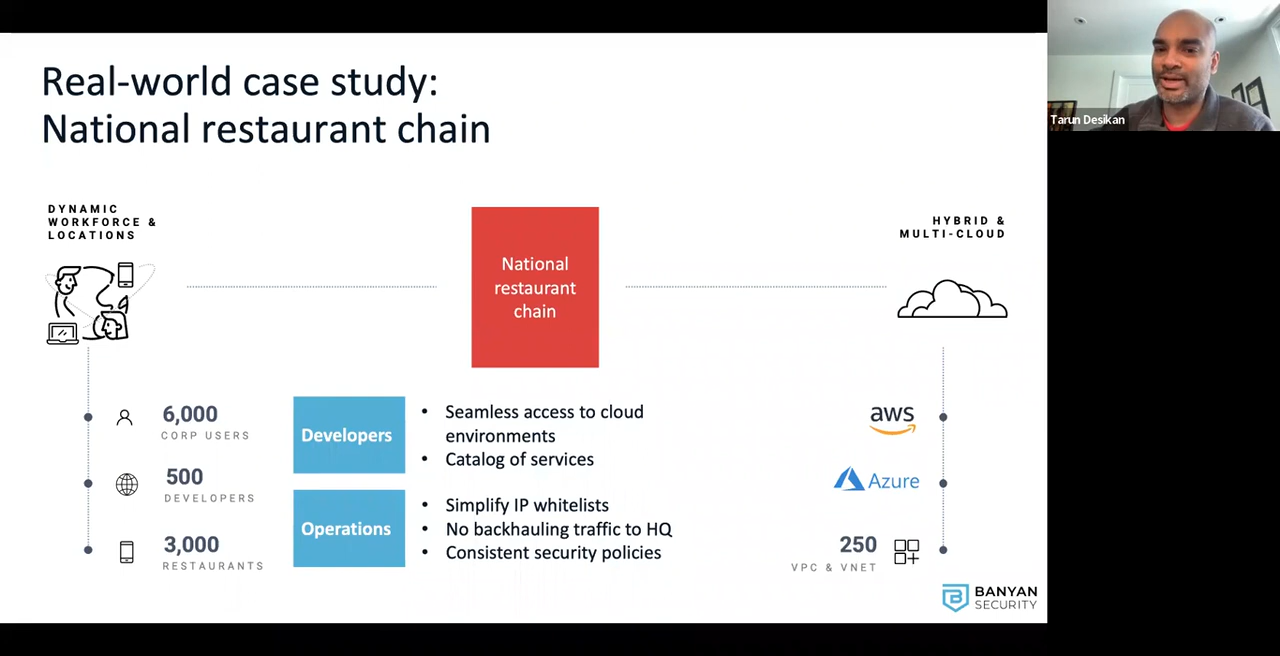 Real-world case study:
National restaurant chain
Tarun Desikan
DYNAMIC
WORKFORCE &
LOCATIONS
National
restaurant
chain
HYBRID &
MULTI-CLOUD
6,000
CORP USERS
500
DEVELOPERS
3,000
RESTAURANTS
Developers
• Seamless access to cloud
environments
• Catalog of services
Operations
• Simplify IP whitelists
• No backhauling traffic to HQ
• Consistent security policies
aws
Azure
250
VPC & VNET
BANYAN
SECURITY